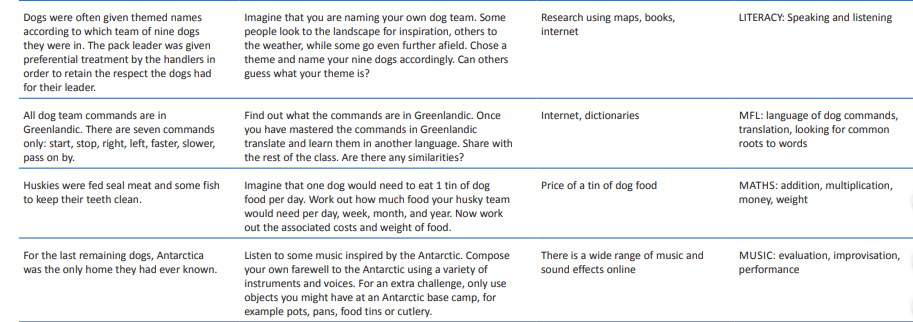 Dogs were often given themed names
according to which team of nine dogs
they were in. The pack leader was given
preferential treatment by the handlers in
order to retain the respect the dogs had
for their leader.
Imagine that you are naming your own dog team. Some
people look to the landscape for inspiration, others to
the weather, while some go even further afield. Chose a
theme and name your nine dogs accordingly. Can others
guess what your theme is?
Research using maps, books,
internet
LITERACY: Speaking and listening
All dog team commands are in
Greenlandic. There are seven commands
only: start, stop, right, left, faster, slower,
pass on by.
Find out what the commands are in Greenlandic. Once
you have mastered the commands in Greenlandic
translate and learn them in another language. Share with
the rest of the class. Are there any similarities?
Internet, dictionaries
MFL: language of dog commands,
translation, looking for common
roots to words
Huskies were fed seal meat and some fish
to keep their teeth clean.
Imagine that one dog would need to eat 1 tin of dog
food per day. Work out how much food your husky team
would need per day, week, month, and year. Now work
out the associated costs and weight of food.
Price of a tin of dog food
MATHS: addition, multiplication,
money, weight
For the last remaining dogs, Antarctica
was the only home they had ever known.
Listen to some music inspired by the Antarctic. Compose
your own farewell to the Antarctic using a variety of
instruments and voices. For an extra challenge, only use
objects you might have at an Antarctic base camp, for
example pots, pans, food tins or cutlery.
There is a wide range of music and
sound effects online
MUSIC: evaluation, improvisation,
performance